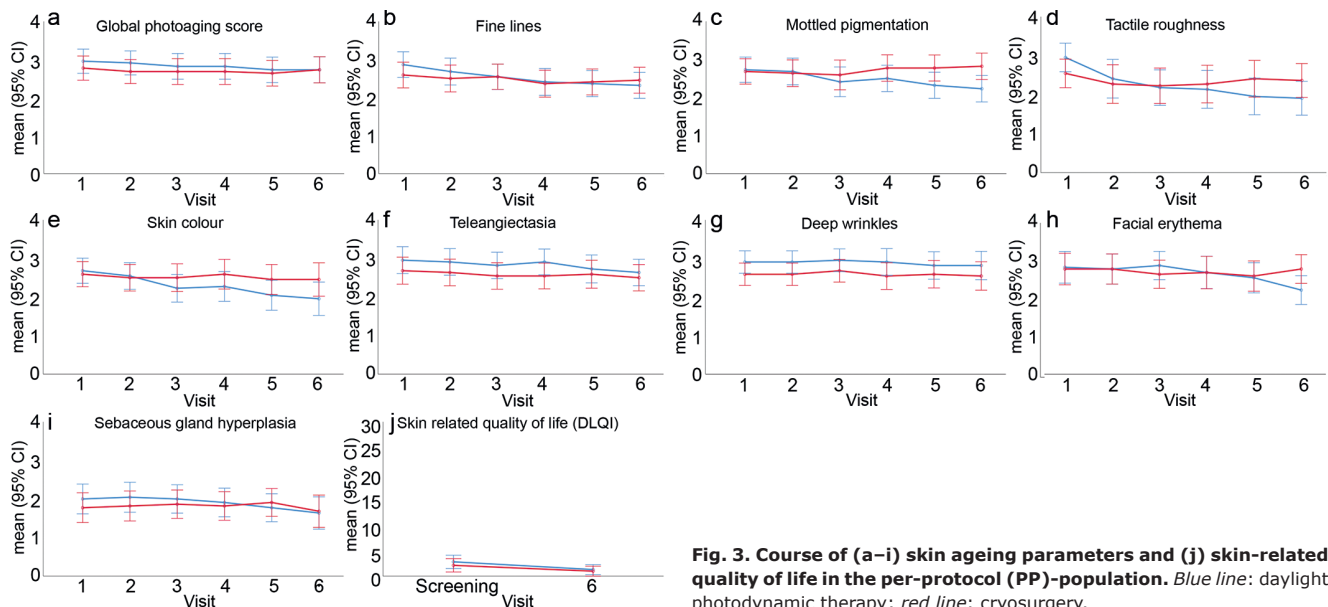 a Global photoaging score
4
3
2
1
0
mean (95% CI)
1 2 3 4 5 6
Visit
b Fine lines
4
3
2
1
0
mean (95% CI)
1 2 3 4 5 6
Visit
c Mottled pigmentation
4
3
2
1
0
mean (95% CI)
1 2 3 4 5 6
Visit
d Tactile roughness
4
3
2
1
0
mean (95% CI)
1 2 3 4 5 6
Visit
e Skin colour
4
3
2
1
0
mean (95% CI)
1 2 3 4 5 6
Visit
f Teleangiectasia
4
3
2
1
0
mean (95% CI)
1 2 3 4 5 6
Visit
g Deep wrinkles
4
3
2
1
0
mean (95% CI)
1 2 3 4 5 6
Visit
h Facial erythema
4
3
2
1
0
mean (95% CI)
1 2 3 4 5 6
Visit
i Sebaceous gland hyperplasia
4
3
2
1
0
mean (95% CI)
1 2 3 4 5 6
Visit
j Skin related quality of life (DLQI)
30
25
20
15
10
5
0
mean (95% CI)
Screening 6
Visit
Fig. 3. Course of (a–i) skin ageing parameters and (j) skin-related
quality of life in the per-protocol (PP)-population. Blue line: daylight
photodynamic therapy; red line: cryosurgery.